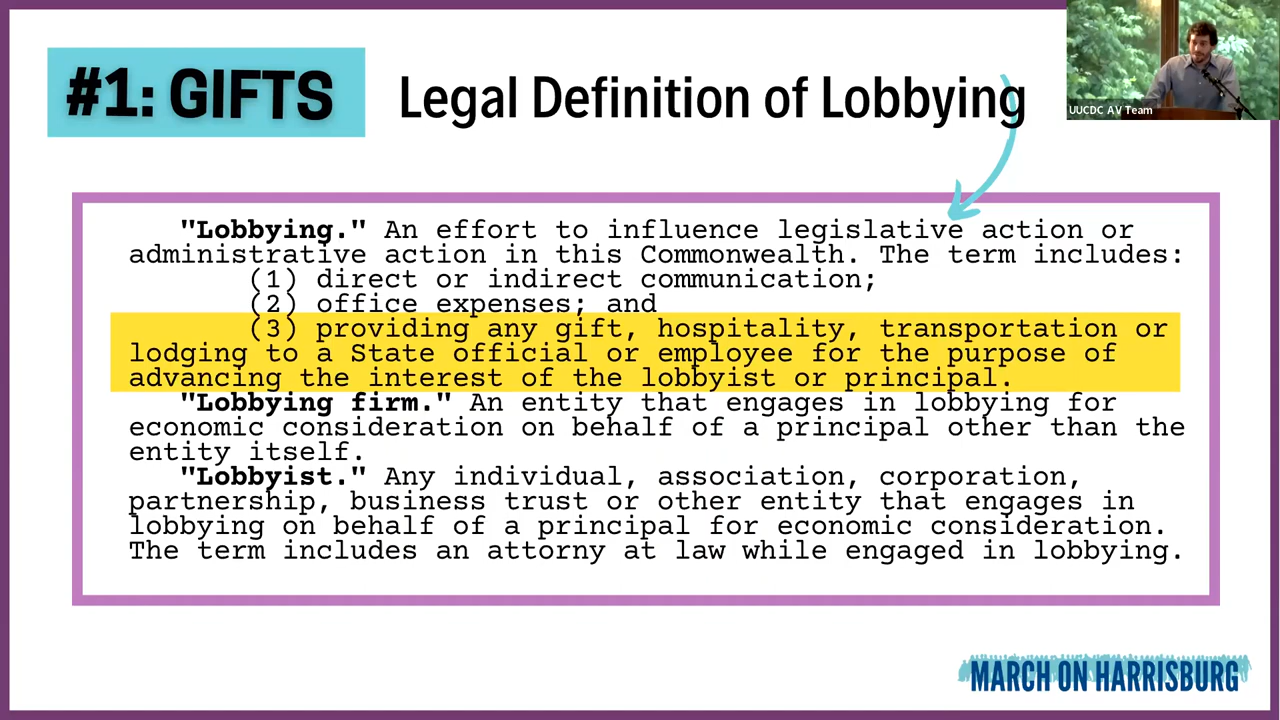 #1: GIFTS
Legal Definition of Lobbying
UUCDC AV Team
"Lobbying." An effort to influence legislative action or
administrative action in this Commonwealth. The term includes:
(1) direct or indirect communication;
(2) office expenses; and
(3) providing any gift, hospitality, transportation or
lodging to a State official or employee for the purpose of
advancing the interest of the lobbyist or principal.
"Lobbying firm." An entity that engages in lobbying for
economic consideration on behalf of a principal other than the
entity itself.
"Lobbyist." Any individual, association, corporation,
partnership, business trust or other entity that engages in
lobbying on behalf of a principal for economic consideration.
The term includes an attorny at law while engaged in lobbying.
MARCH ON HARRISBURG